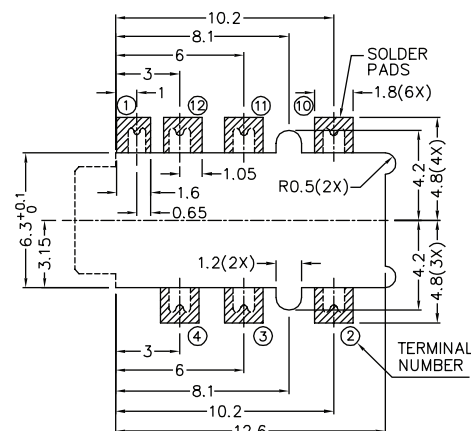 10.2
8.1
6
3
1
SOLDER
PADS
1
12
11
10
1.8(6X)
1.05
R0.5(2X)
4.2
4.8(4X)
1.6
0.65
6.3 +0.1 0
3.15
1.2(2X)
4.2
4.8(3X)
4
3
2
3
TERMINAL
NUMBER
6
8.1
10.2
12.6